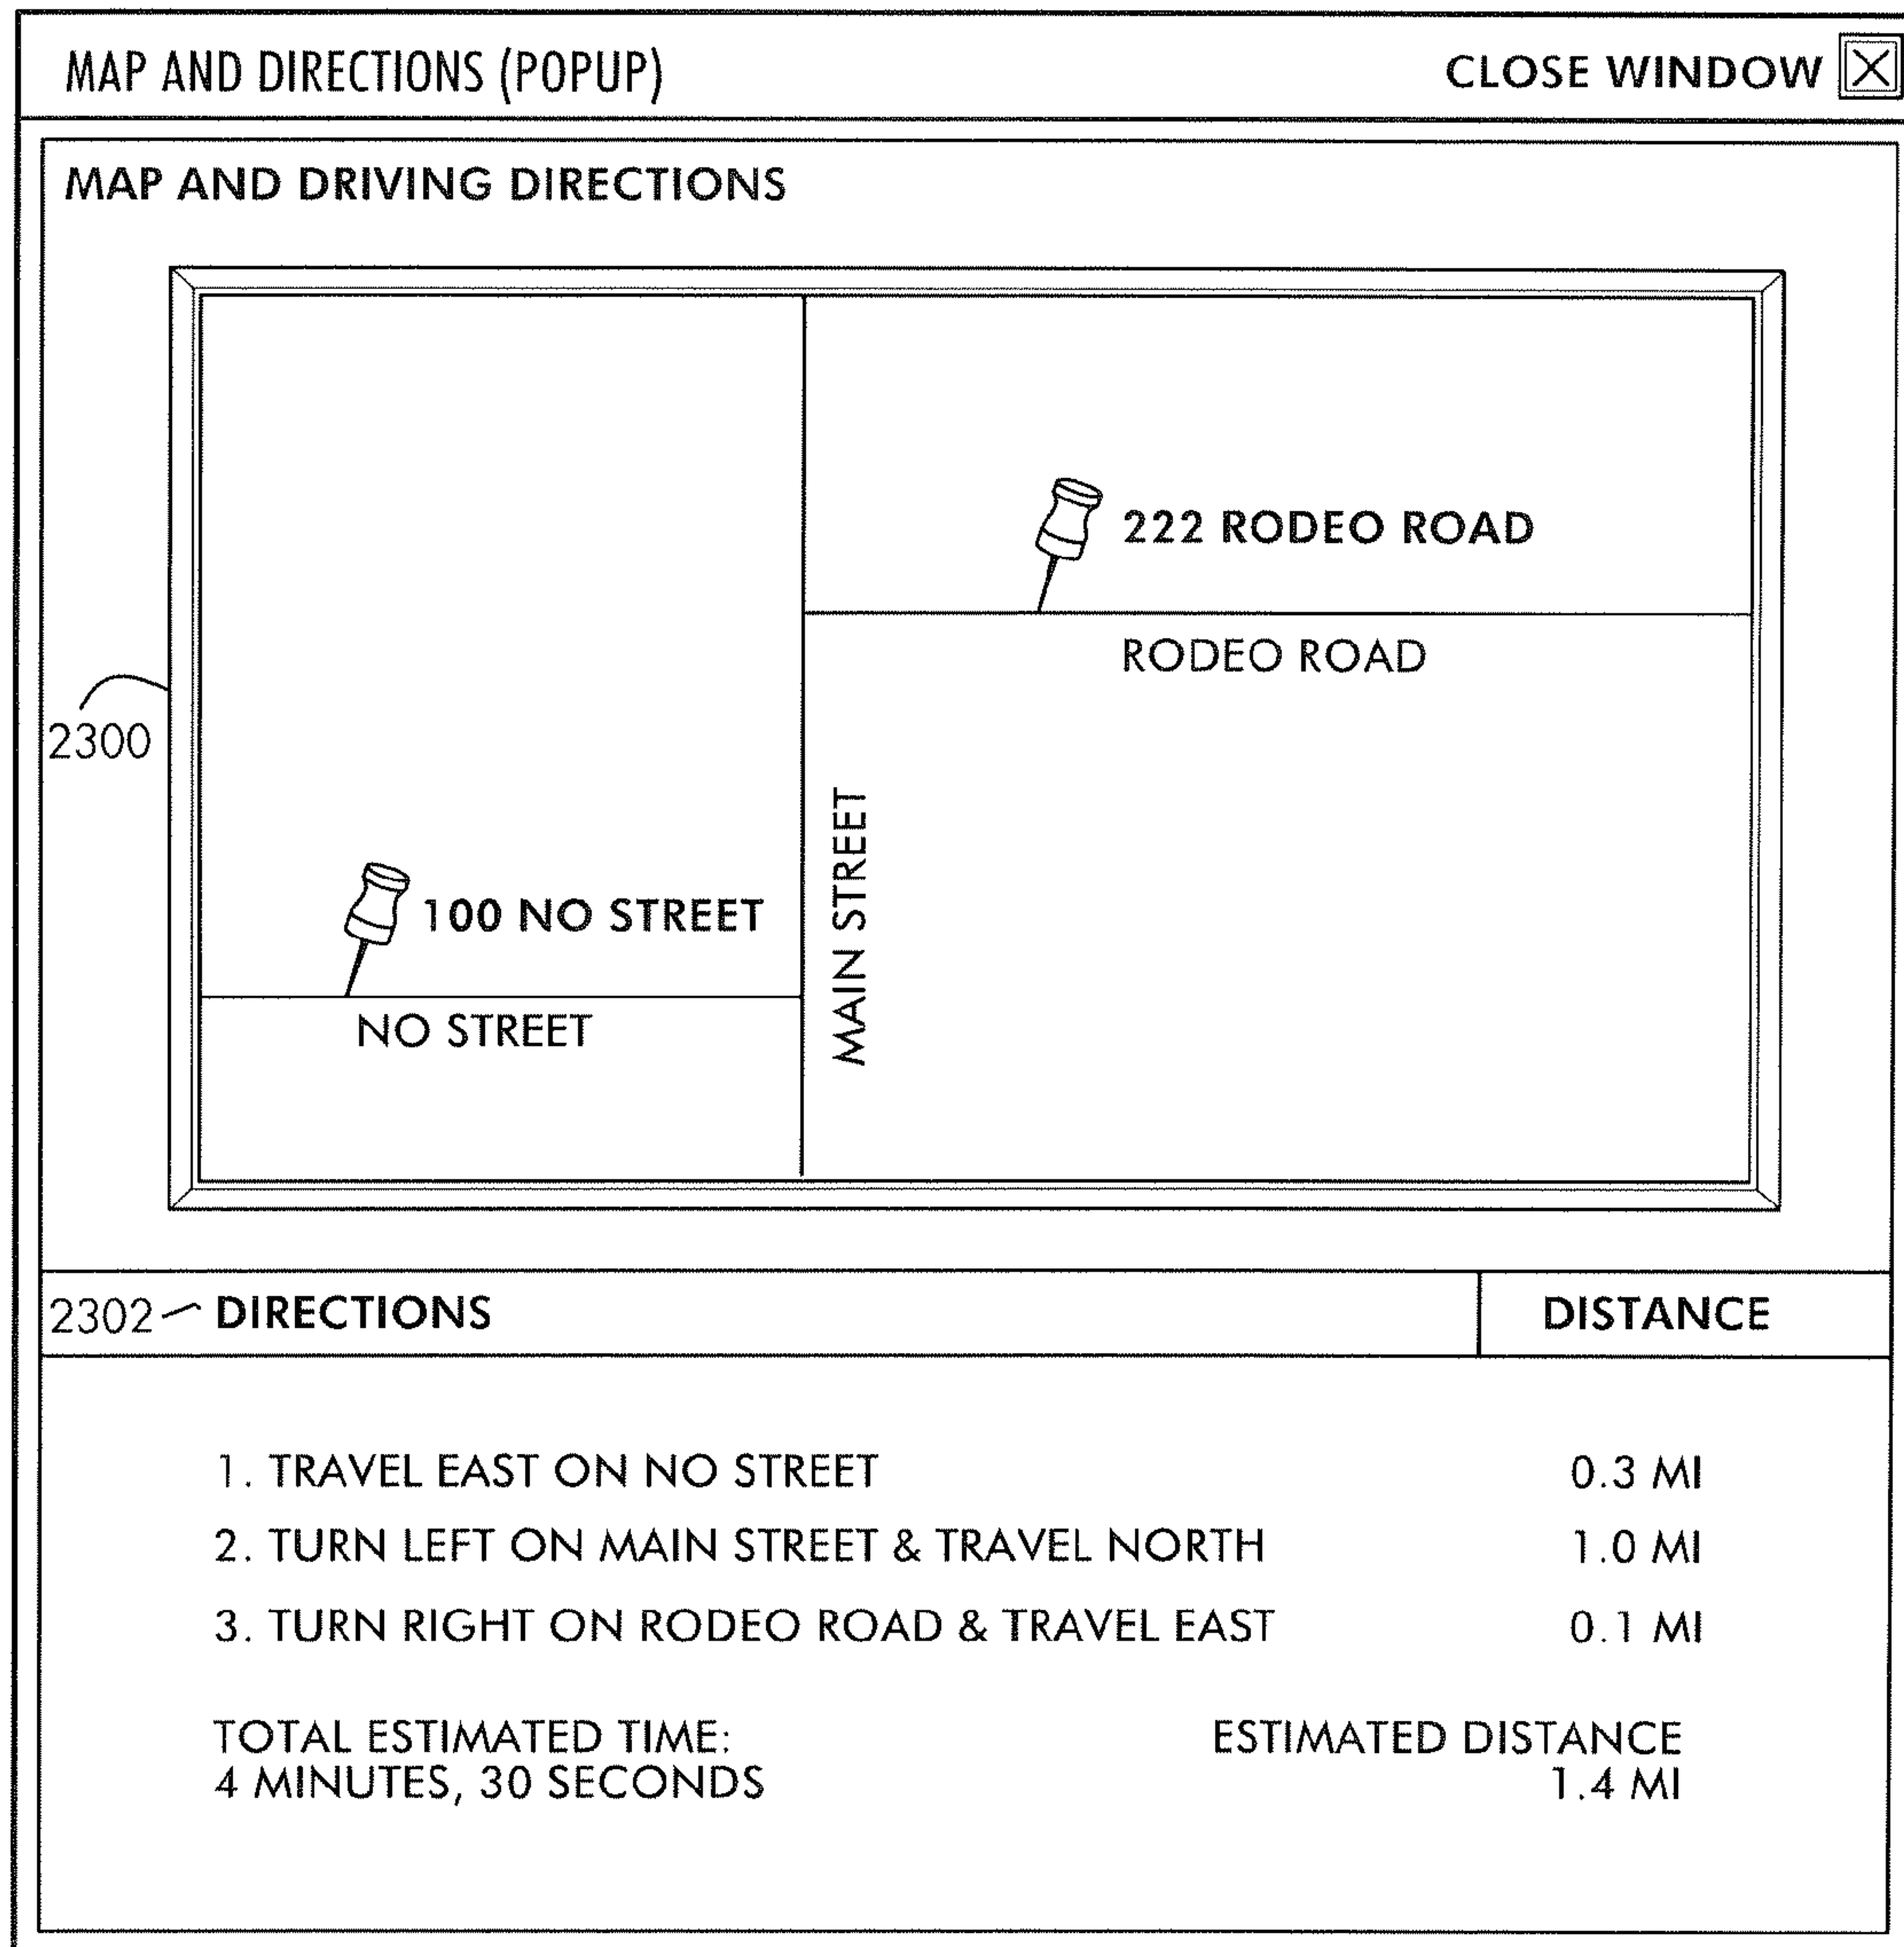 MAP AND DIRECTIONS (POPUP)
CLOSE WINDOW
MAP AND DRIVING DIRECTIONS
222 RODEO ROAD
RODEO ROAD
2300
MAIN STREET
100 NO STREET
NO STREET
2302 DIRECTIONS
DISTANCE
1. TRAVEL EAST ON NO STREET 0.3 MI
2. TURN LEFT ON MAIN STREET & TRAVEL NORTH 1.0 MI
3. TURN RIGHT ON RODEO ROAD & TRAVEL EAST 0.1 MI
TOTAL ESTIMATED TIME:
4 MINUTES, 30 SECONDS
ESTIMATED DISTANCE
1.4 MI